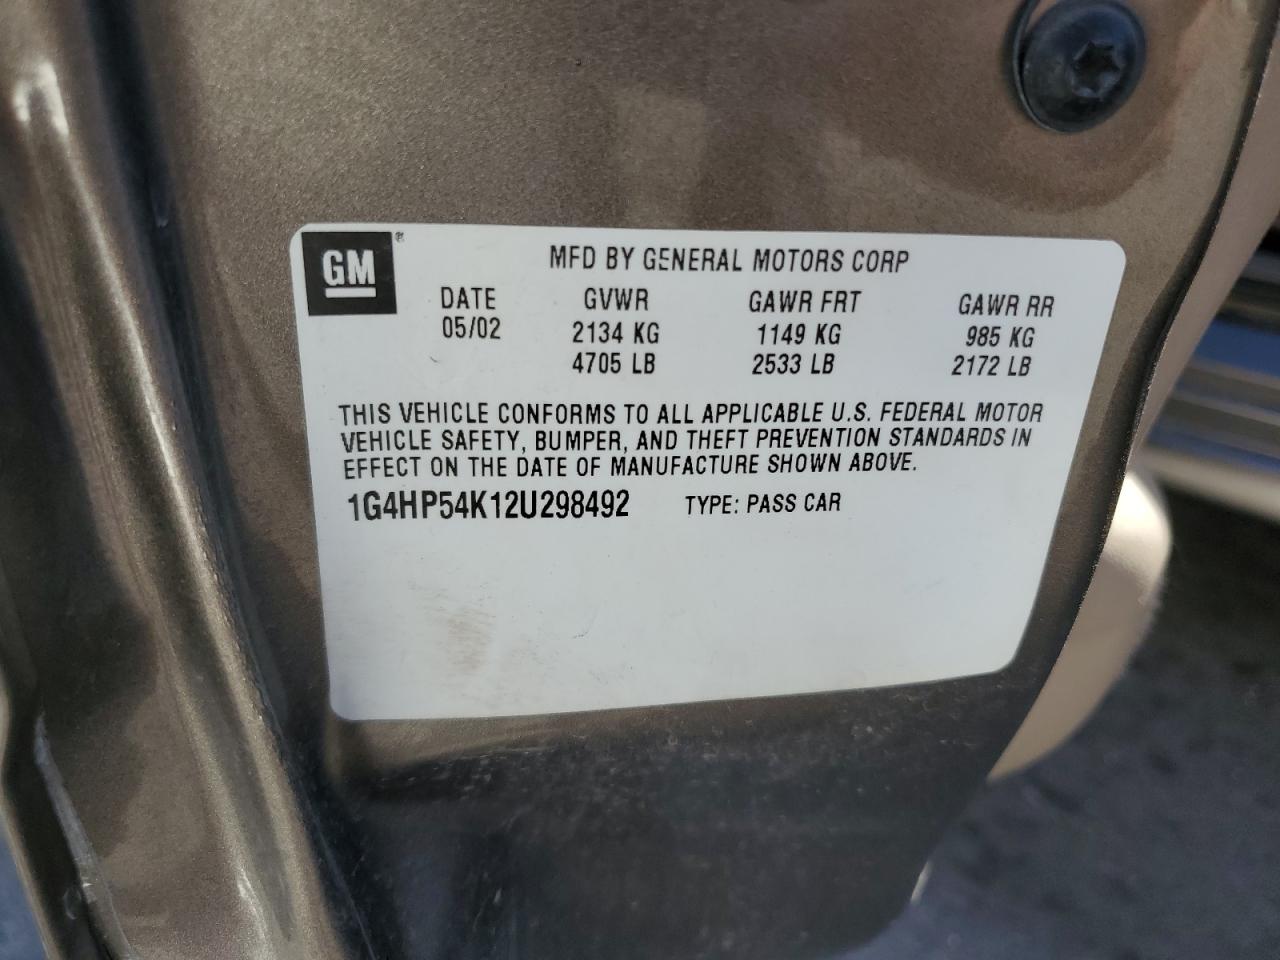 GM ®
MFD BY GENERAL MOTORS CORP
DATE GVWR GAWR FRT GAWR RR
05/02 2134 KG 1149 KG 985 KG
4705 LB 2533 LB 2172 LB
THIS VEHICLE CONFORMS TO ALL APPLICABLE U.S. FEDERAL MOTOR
VEHICLE SAFETY, BUMPER, AND THEFT PREVENTION STANDARDS IN
EFFECT ON THE DATE OF MANUFACTURE SHOWN ABOVE.
1G4HP54K12U298492 TYPE: PASS CAR